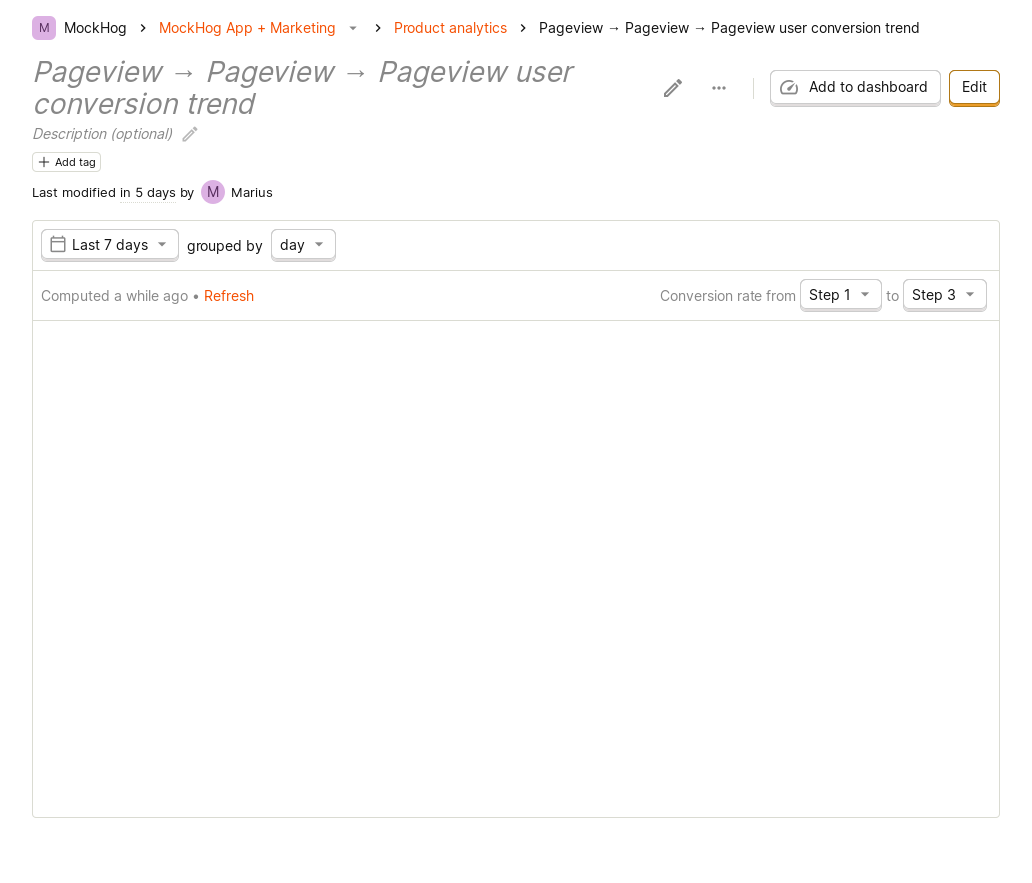 M MockHog > MockHog App + Marketing > Product analytics > Pageview → Pageview → Pageview user conversion trend
Pageview → Pageview → Pageview user
conversion trend
Add to dashboard
Edit
Description (optional)
Add tag
Last modified in 5 days by M Marius
Last 7 days grouped by day
Computed a while ago • Refresh
Conversion rate from Step 1 to Step 3